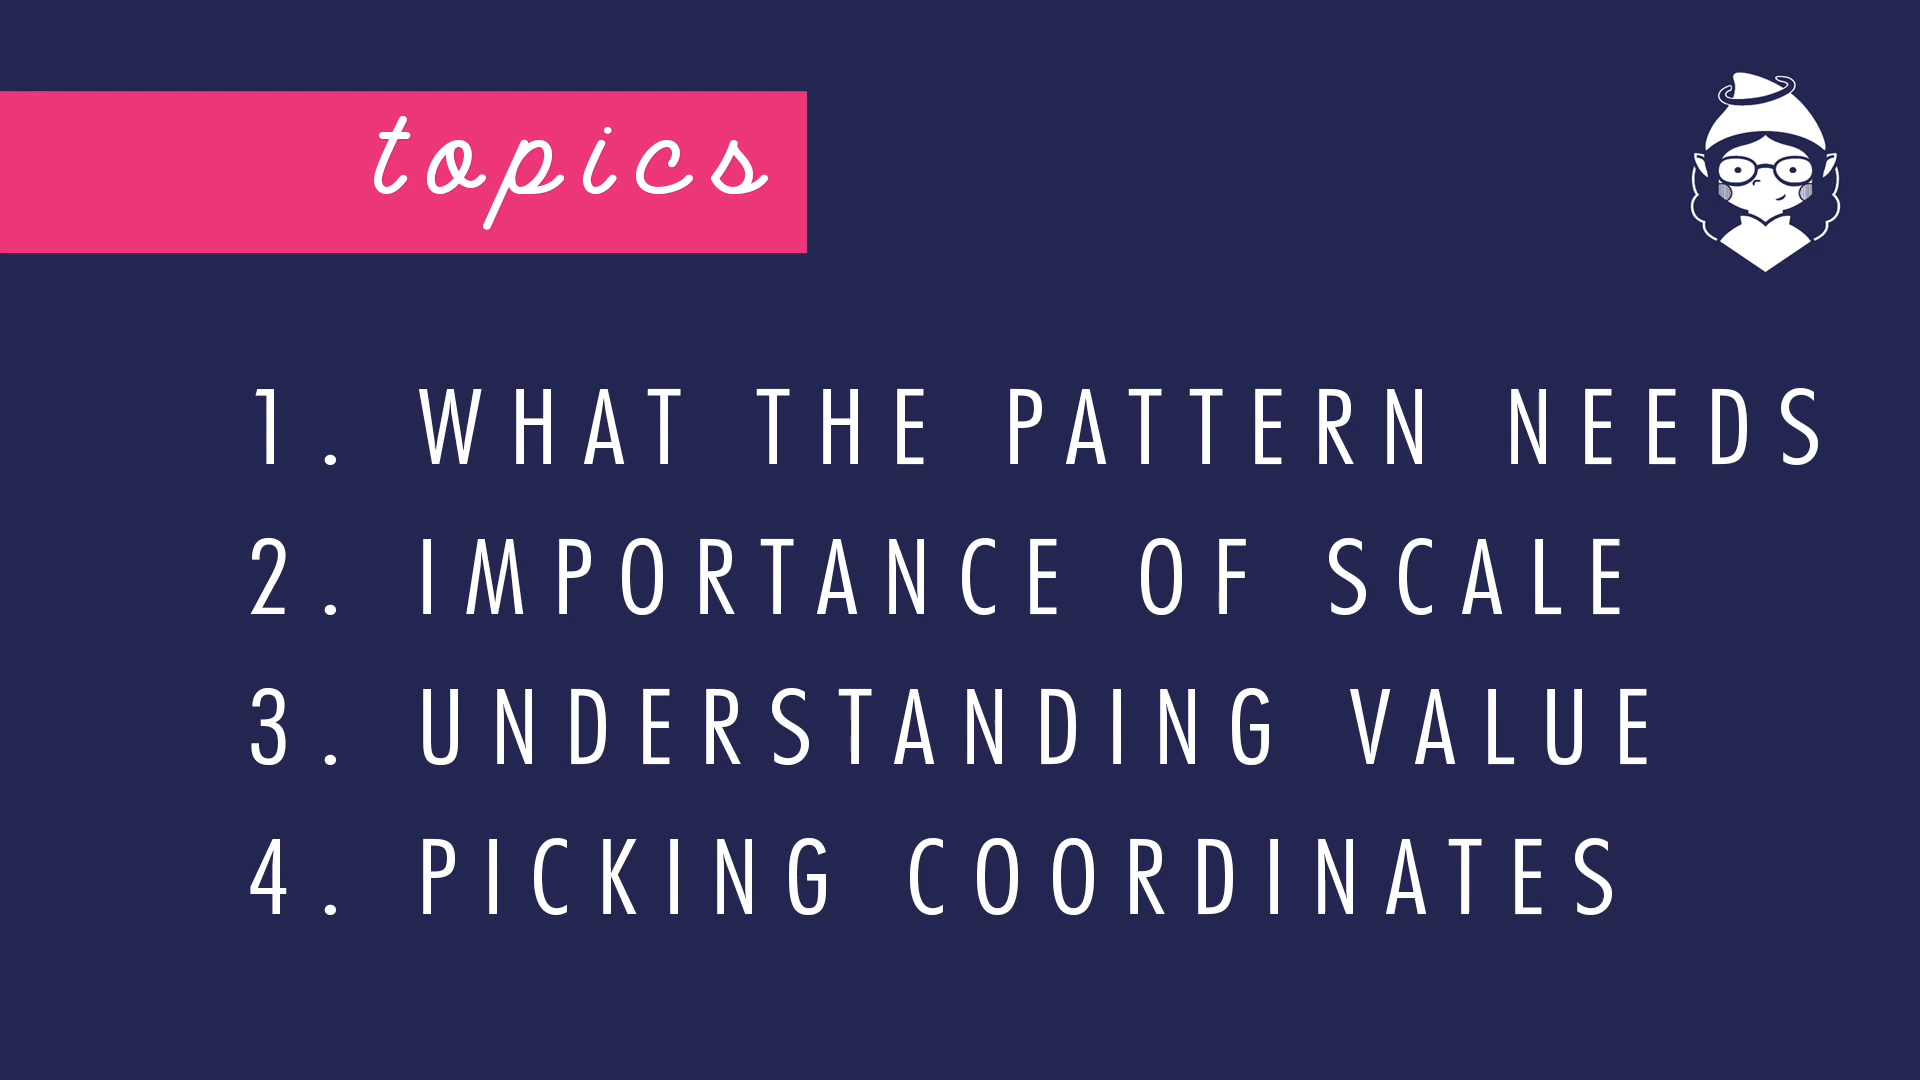 topics
1. WHAT THE PATTERN NEEDS
2. IMPORTANCE OF SCALE
3. UNDERSTANDING VALUE
4. PICKING COORDINATES